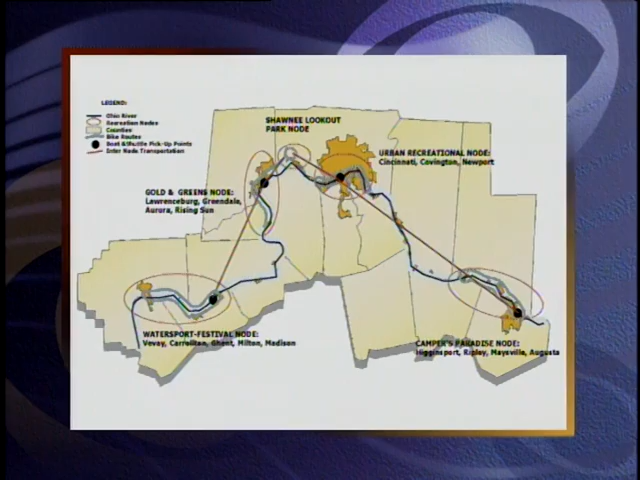 LEGEND:
Ohio River
Recreation Nodes
Counties
Bike Routes
Boat &Shuttle Pick-Up Points
Inter Node Transportation
SHAWNEE LOOKOUT
PARK NODE
URBAN RECREATIONAL NODE:
Cincinnati, Covington, Newport
GOLD & GREENS NODE:
Lawrenceburg, Greendale,
Aurora, Rising Sun
WATERSPORT-FESTIVAL NODE:
Vevay, Carrollton, Ghent, Milton, Madison
CAMPER'S PARADISE NODE:
Higginsport, Ripley, Maysville, Augusta